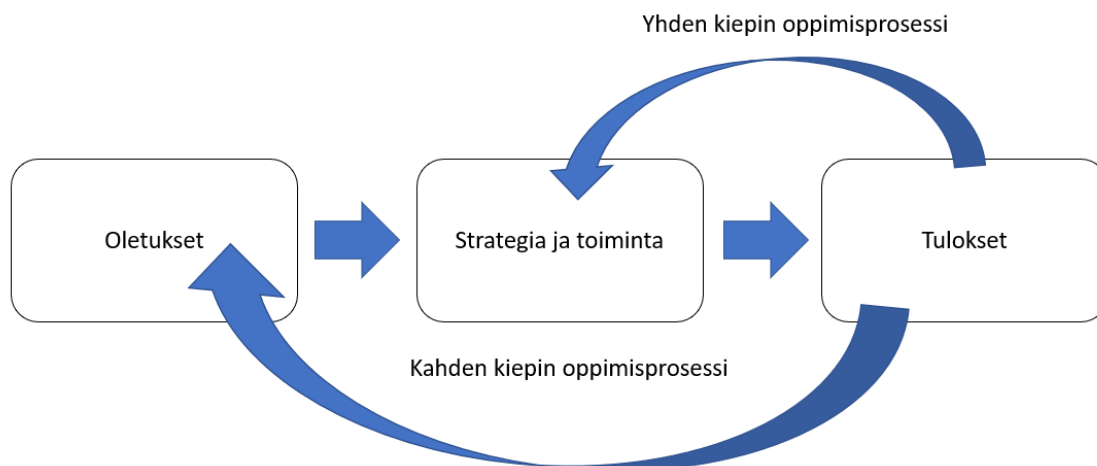 Yhden kiepin oppimisprosessi
Oletukset
Strategia ja toiminta
Tulokset
Kahden kiepin oppimisprosessi